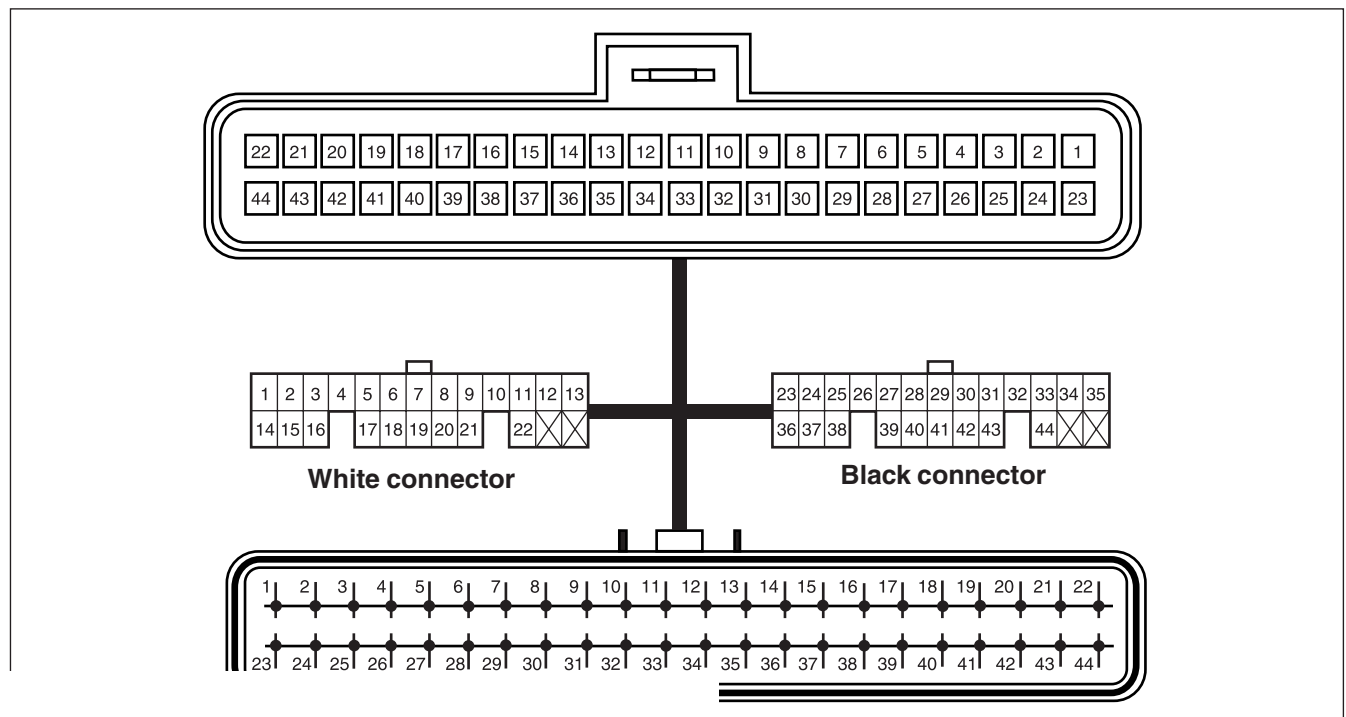 22 21 20 19 18 17 16 15 14 13 12 11 10 9 8 7 6 5 4 3 2 1
44 43 42 41 40 39 38 37 36 35 34 33 32 31 30 29 28 27 26 25 24 23
1 2 3 4 5 6 7 8 9 10 11 12 13
14 15 16 17 18 19 20 21 22
White connector
23 24 25 26 27 28 29 30 31 32 33 34 35
36 37 38 39 40 41 42 43 44
Black connector
1 2 3 4 5 6 7 8 9 10 11 12 13 14 15 16 17 18 19 20 21 22
23 24 25 26 27 28 29 30 31 32 33 34 35 36 37 38 39 40 41 42 43 44